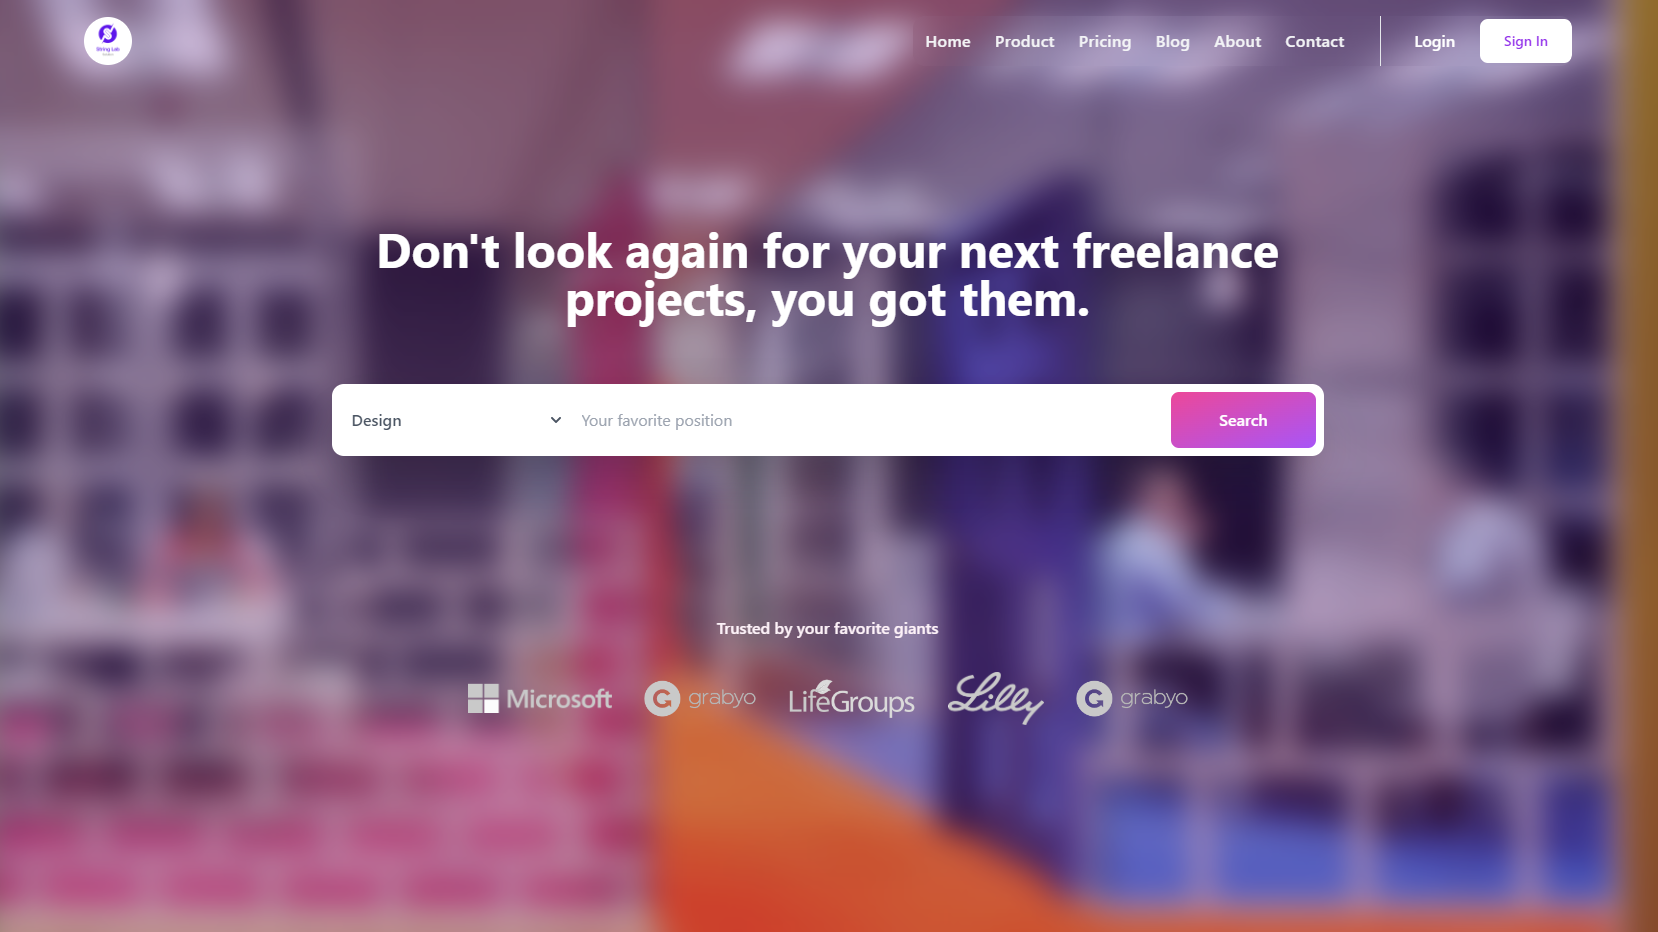 Home Product Pricing Blog About Contact Login Sign In
Don't look again for your next freelance
projects, you got them.
Design Your favorite position Search
Trusted by your favorite giants
Microsoft grabyo LifeGroups Lilly grabyo